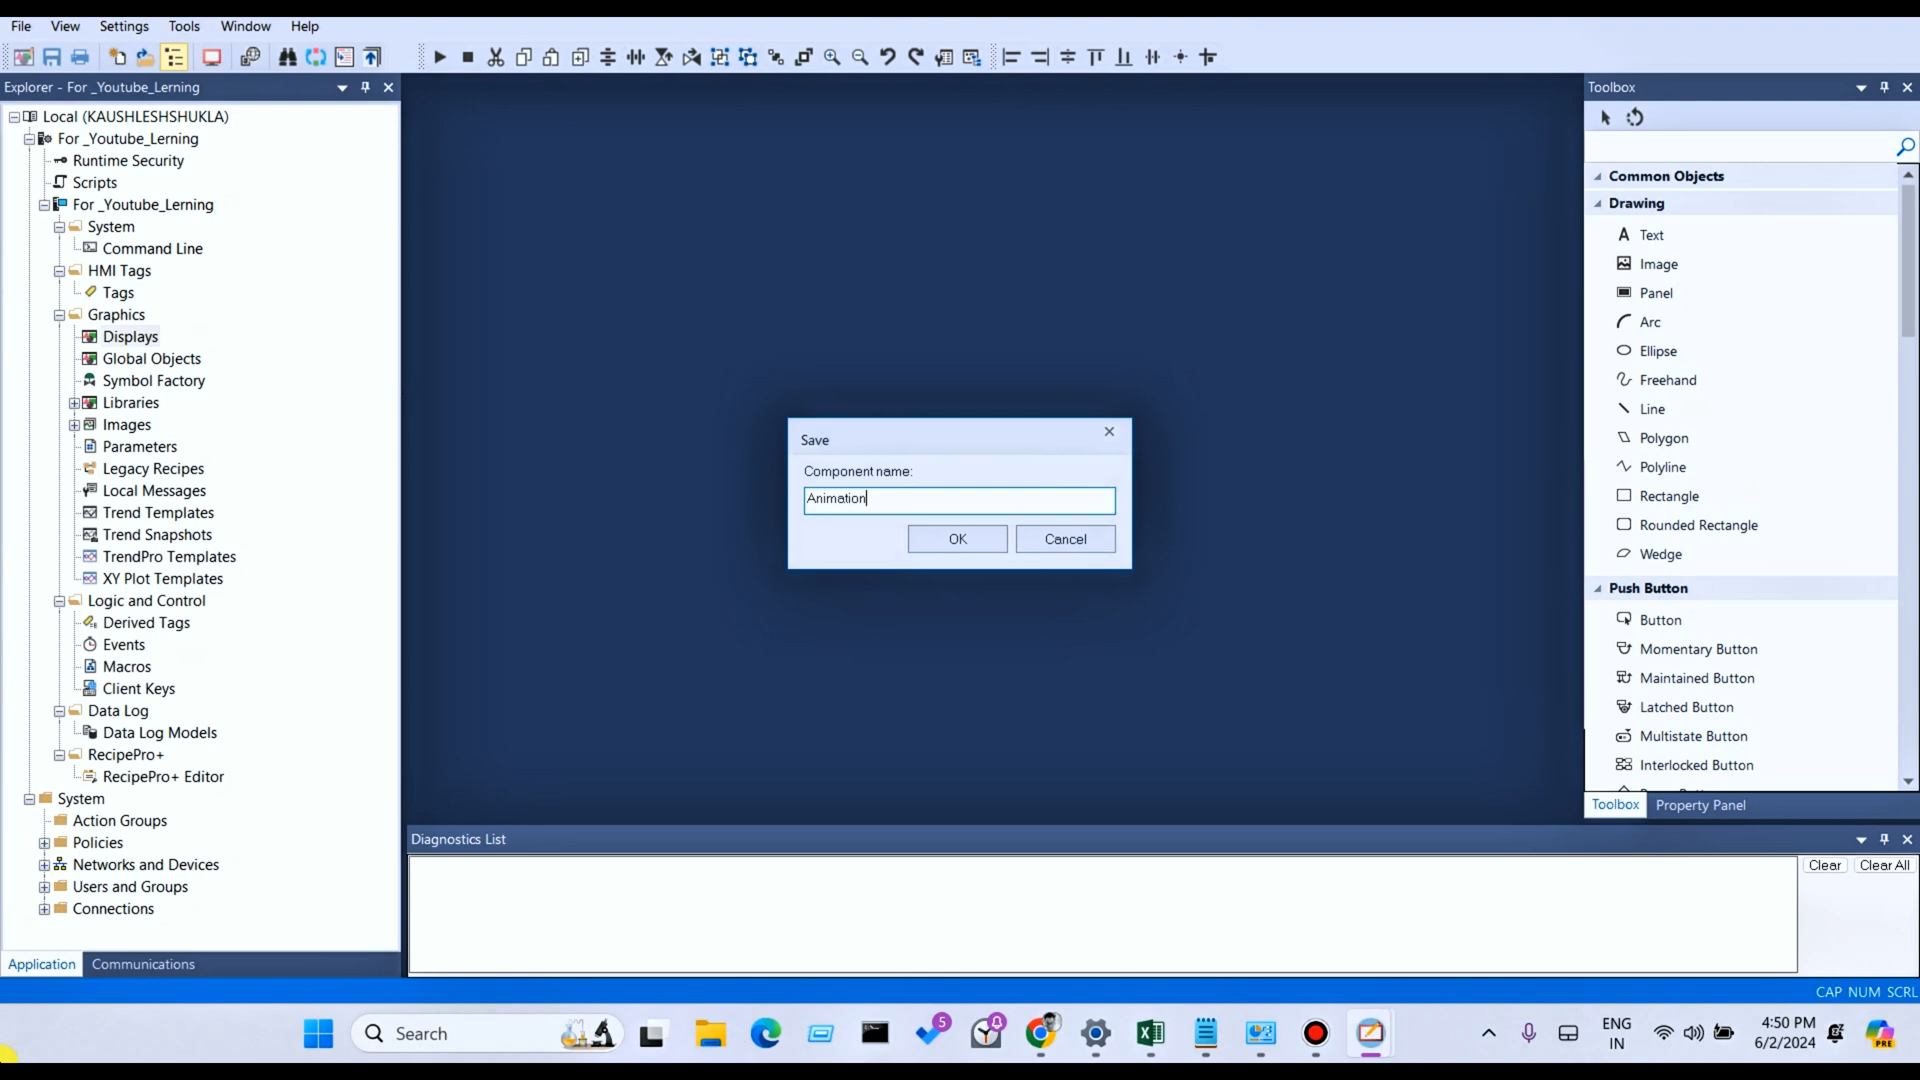 File View Settings Tools Window Help
Explorer - For _Youtube_Lerning
Local (KAUSHLESHSHUKLA)
For _Youtube_Lerning
Runtime Security
Scripts
For _Youtube_Lerning
System
Command Line
HMI Tags
Tags
Graphics
Displays
Global Objects
Symbol Factory
Libraries
Images
Parameters
Legacy Recipes
Local Messages
Trend Templates
Trend Snapshots
TrendPro Templates
XY Plot Templates
Logic and Control
Derived Tags
Events
Macros
Client Keys
Data Log
Data Log Models
RecipePro+
RecipePro+ Editor
System
Action Groups
Policies
Networks and Devices
Users and Groups
Connections
Application Communications
Save
Component name:
Animation
OK Cancel
Toolbox
Common Objects
Drawing
Text
Image
Panel
Arc
Ellipse
Freehand
Line
Polygon
Polyline
Rectangle
Rounded Rectangle
Wedge
Push Button
Button
Momentary Button
Maintained Button
Latched Button
Multistate Button
Interlocked Button
Toolbox Property Panel
Diagnostics List
Clear Clear All
CAP NUM SCRL
Search
5
ENG
IN
4:50 PM
6/2/2024
PRE